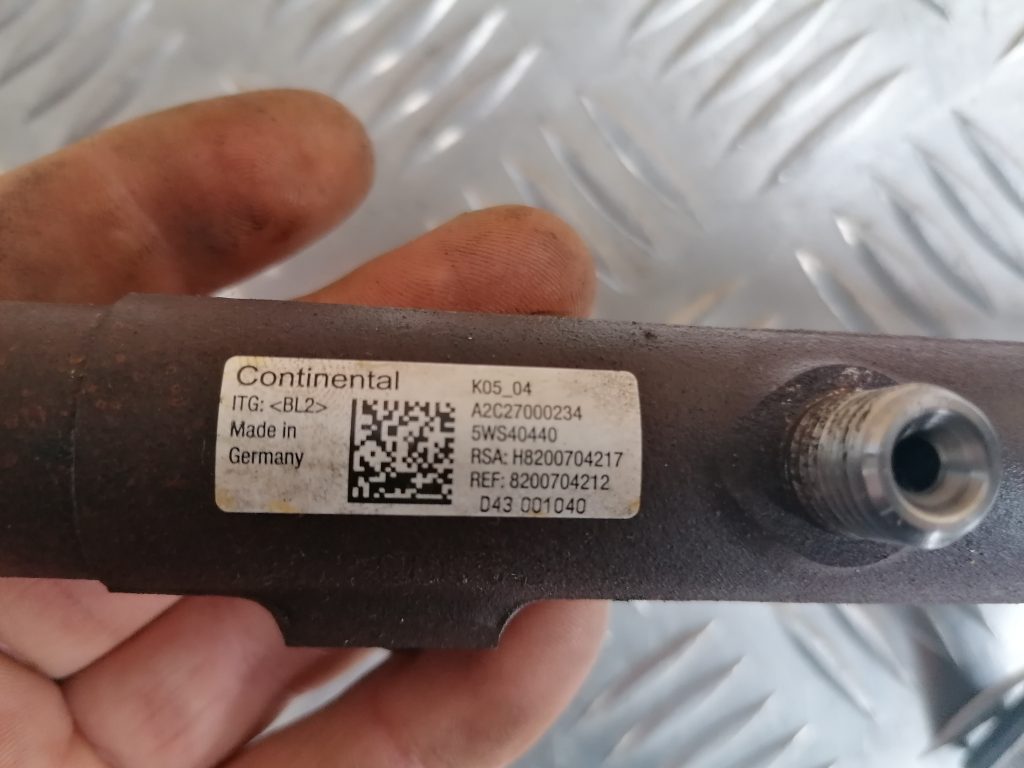 Continental
ITG: <BL2>
Made in
Germany
K05_04
A2C27000234
5WS40440
RSA: H8200704217
REF: 8200704212
D43 001040